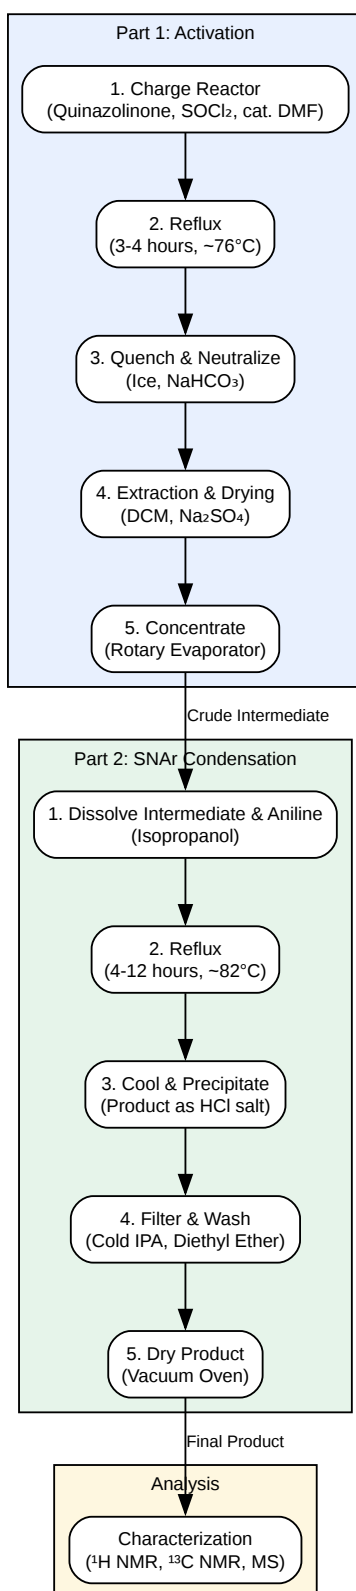 Part 1: Activation
1. Charge Reactor
(Quinazolinone, SOCl₂, cat. DMF)
2. Reflux
(3-4 hours, ~76°C)
3. Quench & Neutralize
(Ice, NaHCO₃)
4. Extraction & Drying
(DCM, Na₂SO₄)
5. Concentrate
(Rotary Evaporator)
Crude Intermediate
Part 2: SNAr Condensation
1. Dissolve Intermediate & Aniline
(Isopropanol)
2. Reflux
(4-12 hours, ~82°C)
3. Cool & Precipitate
(Product as HCl salt)
4. Filter & Wash
(Cold IPA, Diethyl Ether)
5. Dry Product
(Vacuum Oven)
Final Product
Analysis
Characterization
(¹H NMR, ¹³C NMR, MS)